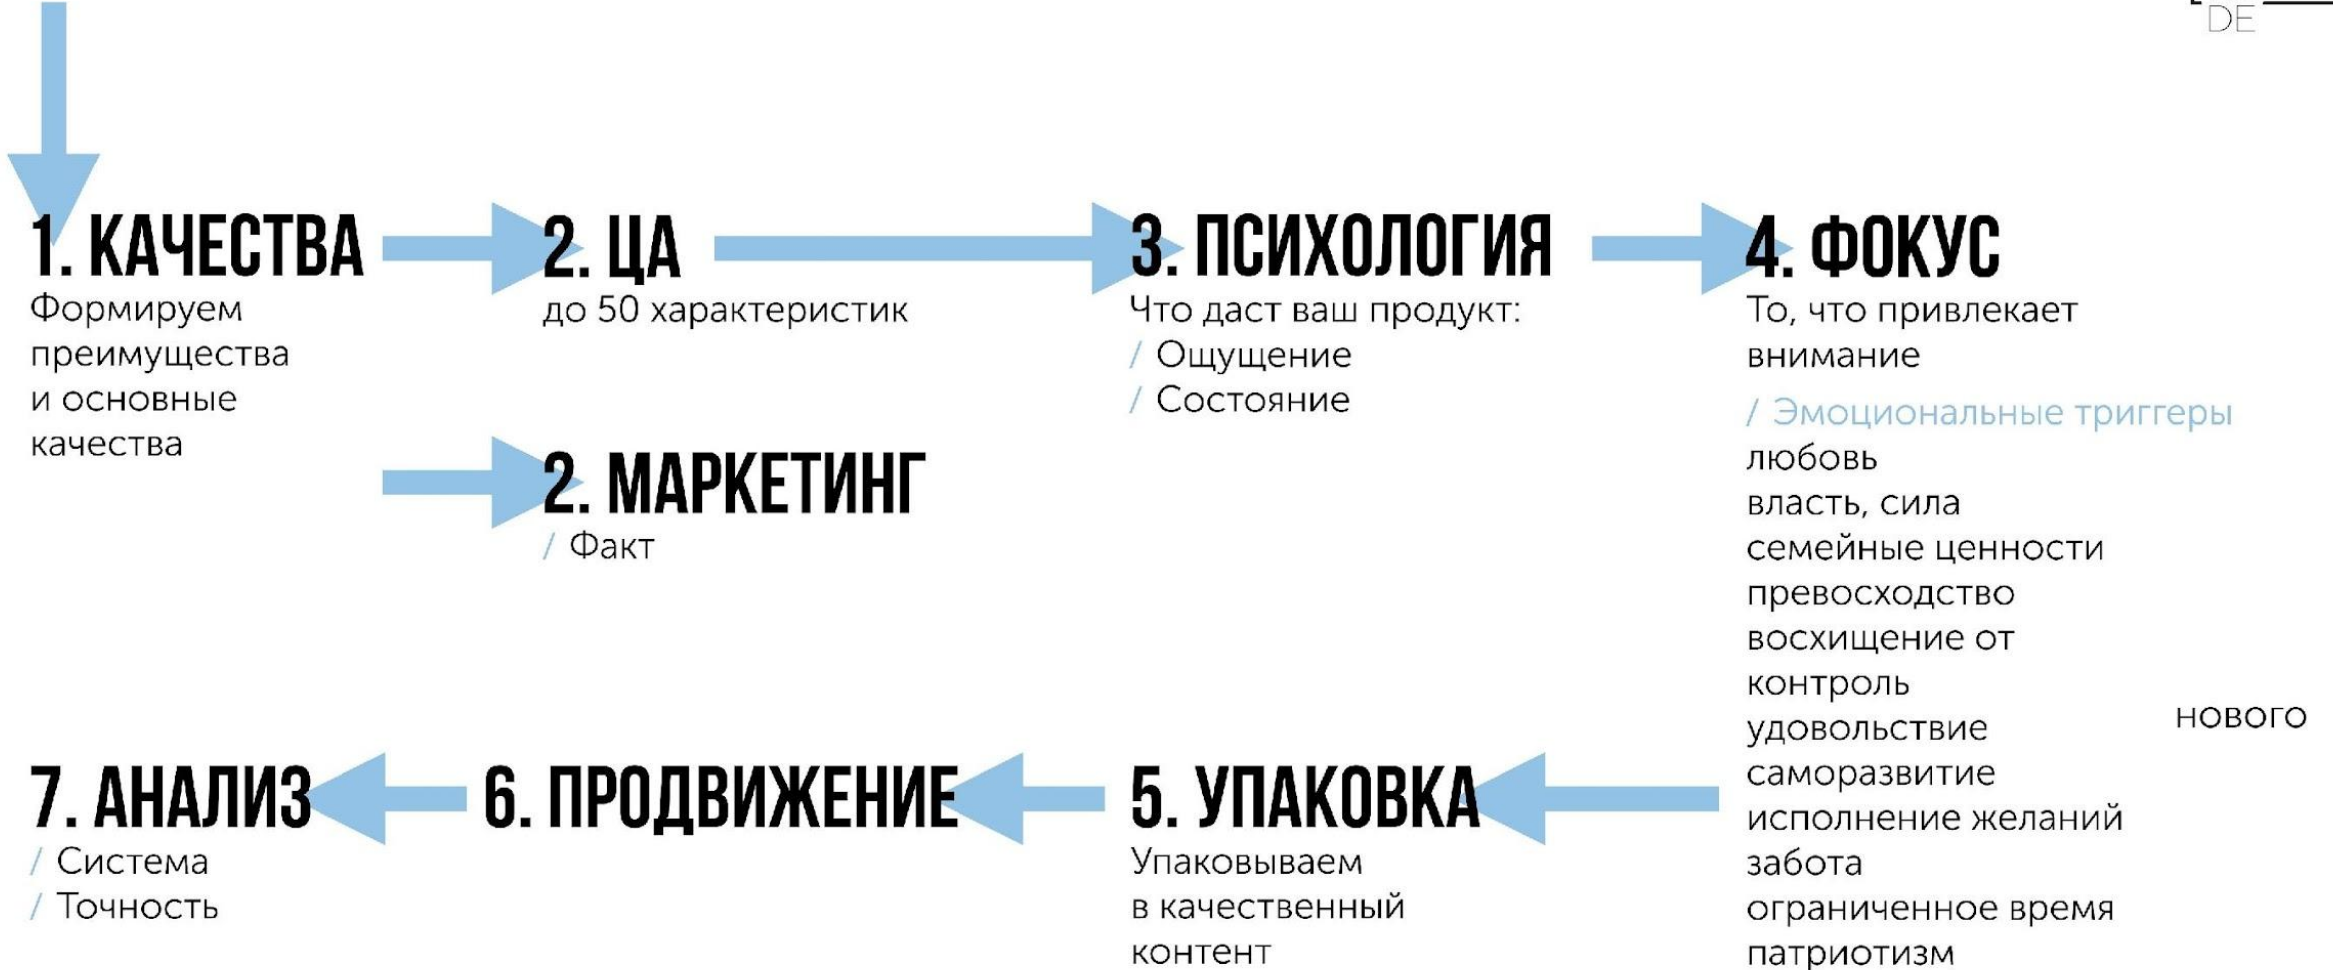 DE
1. КАЧЕСТВА
Формируем
преимущества
и основные
качества
2. ЦА
до 50 характеристик
2. МАРКЕТИНГ
/ Факт
3. ПСИХОЛОГИЯ
Что даст ваш продукт:
/ Ощущение
/ Состояние
4. ФОКУС
То, что привлекает
внимание
/ Эмоциональные триггеры
любовь
власть, сила
семейные ценности
превосходство
восхищение от
контроль
нового
удовольствие
саморазвитие
исполнение желаний
забота
ограниченное время
патриотизм
5. УПАКОВКА
Упаковываем
в качественный
контент
6. ПРОДВИЖЕНИЕ
7. АНАЛИЗ
/ Система
/ Точность